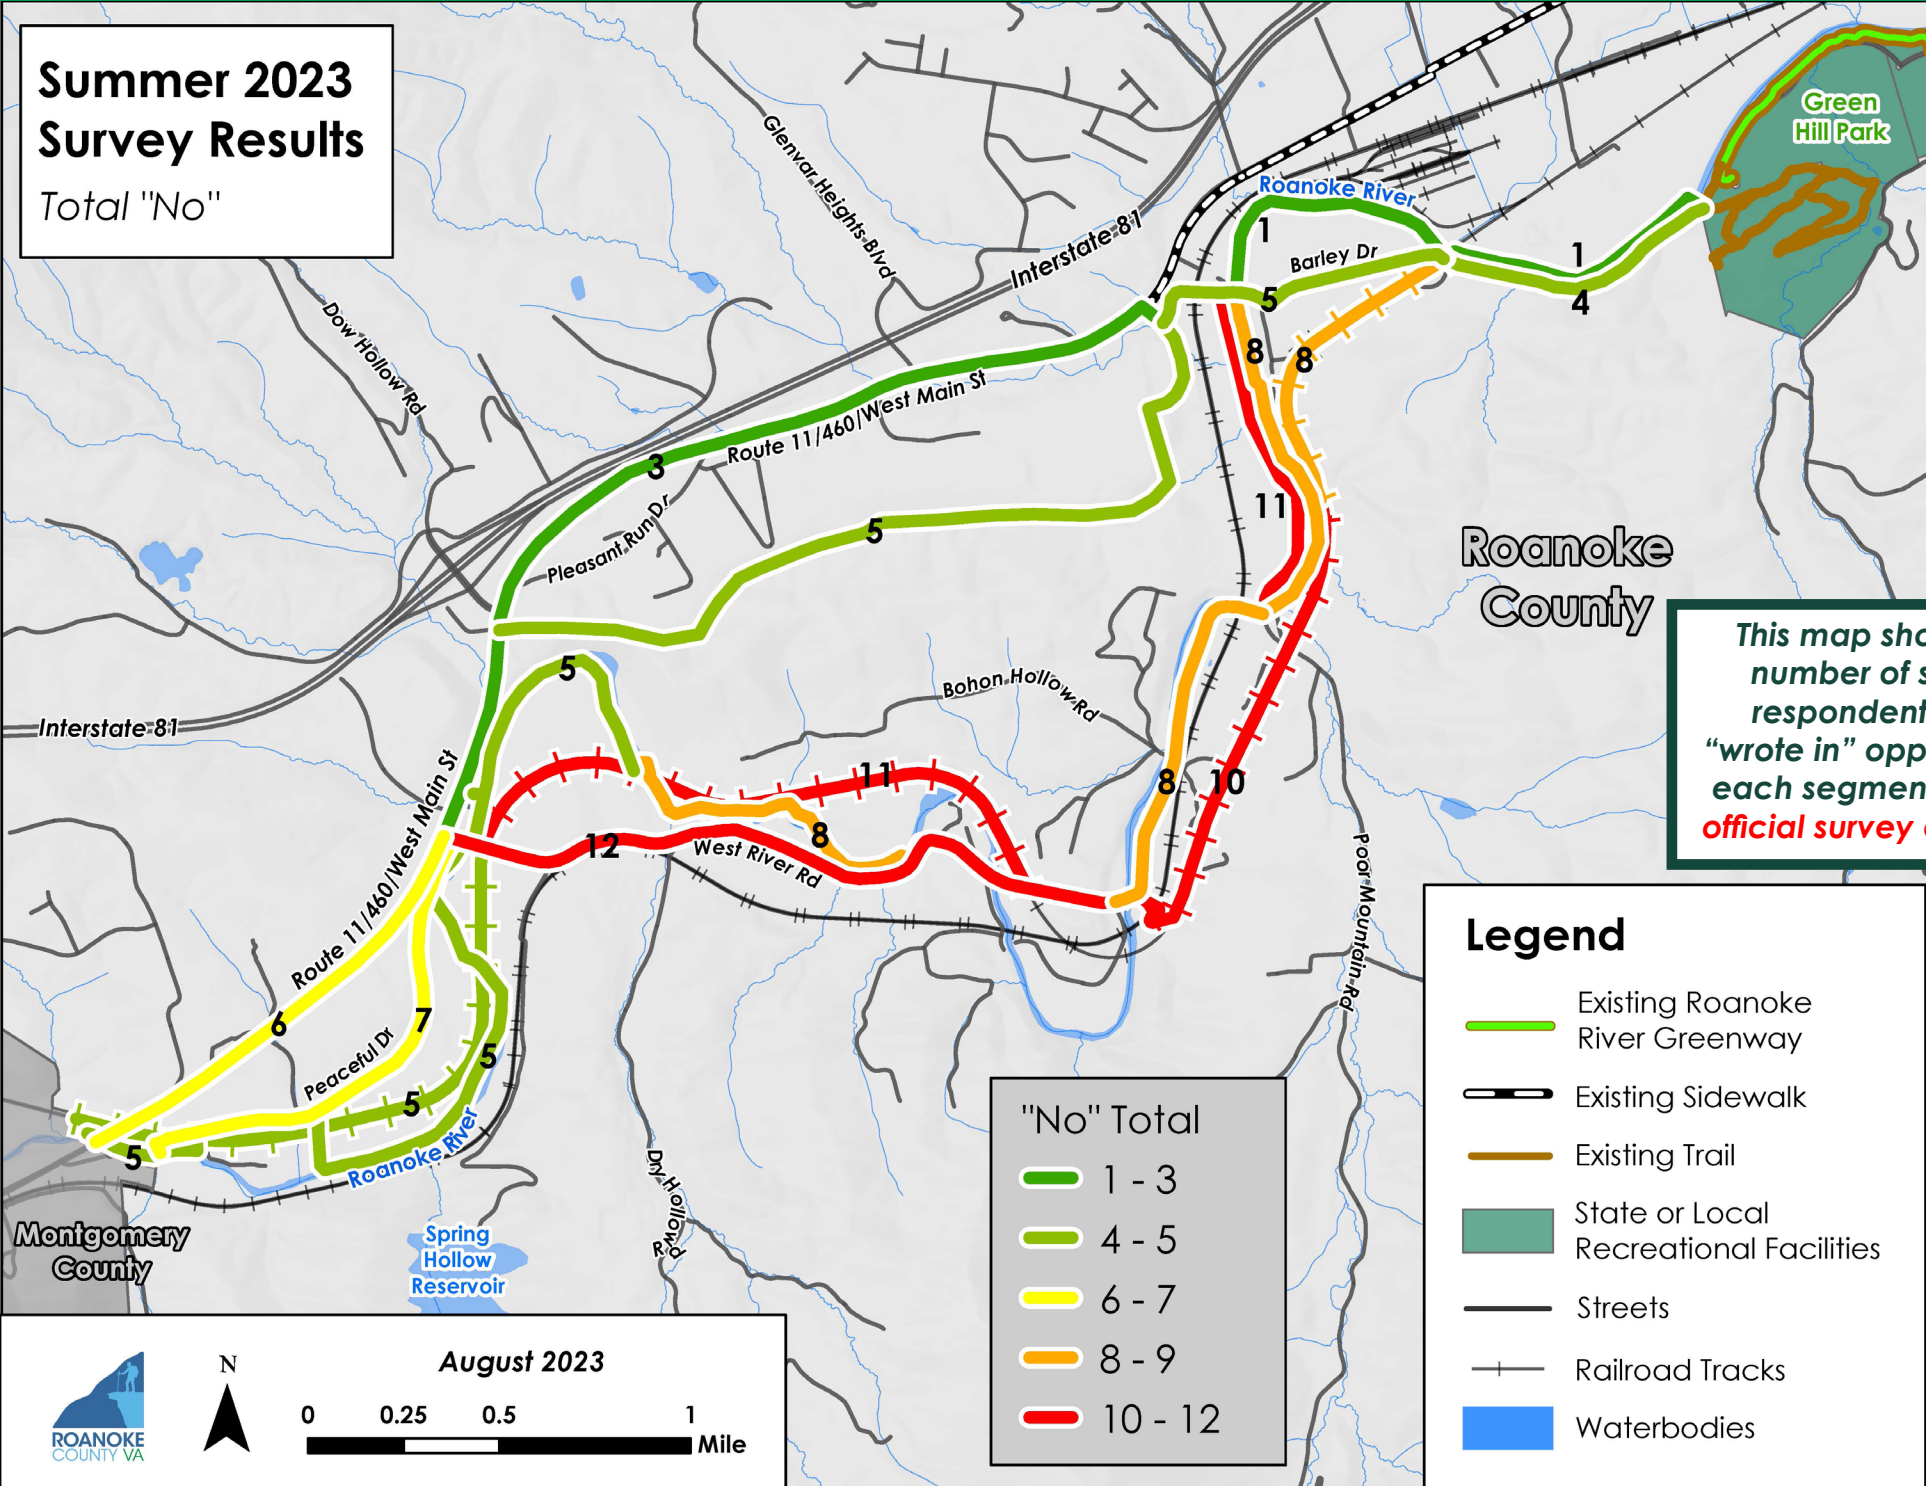 Summer 2023
Survey Results
Total "No"
Green
Hill Park
Glenvar Heights Blvd
Roanoke River
Interstate 81
1
1
Barley Dr
5
4
Dow Hollow Rd
8
8
Route 11/460/West Main St
3
11
Pleasant Run Dr
5
Roanoke
County
5
Bohon Hollow Rd
Interstate 81
11
8
10
12
8
West River Rd
Route 11/460/West Main St
Poor Mountain Rd
6
7
5
Peaceful Dr
5
5
Roanoke River
Dry Hollow
Rd
Montgomery
County
Spring
Hollow
Reservoir
This map sho
number of s
respondent
“wrote in” opp
each segmen
official survey
"No" Total
1 - 3
4 - 5
6 - 7
8 - 9
10 - 12
Legend
Existing Roanoke
River Greenway
Existing Sidewalk
Existing Trail
State or Local
Recreational Facilities
Streets
Railroad Tracks
Waterbodies
ROANOKE
COUNTY VA
N
August 2023
0 0.25 0.5 1
Mile